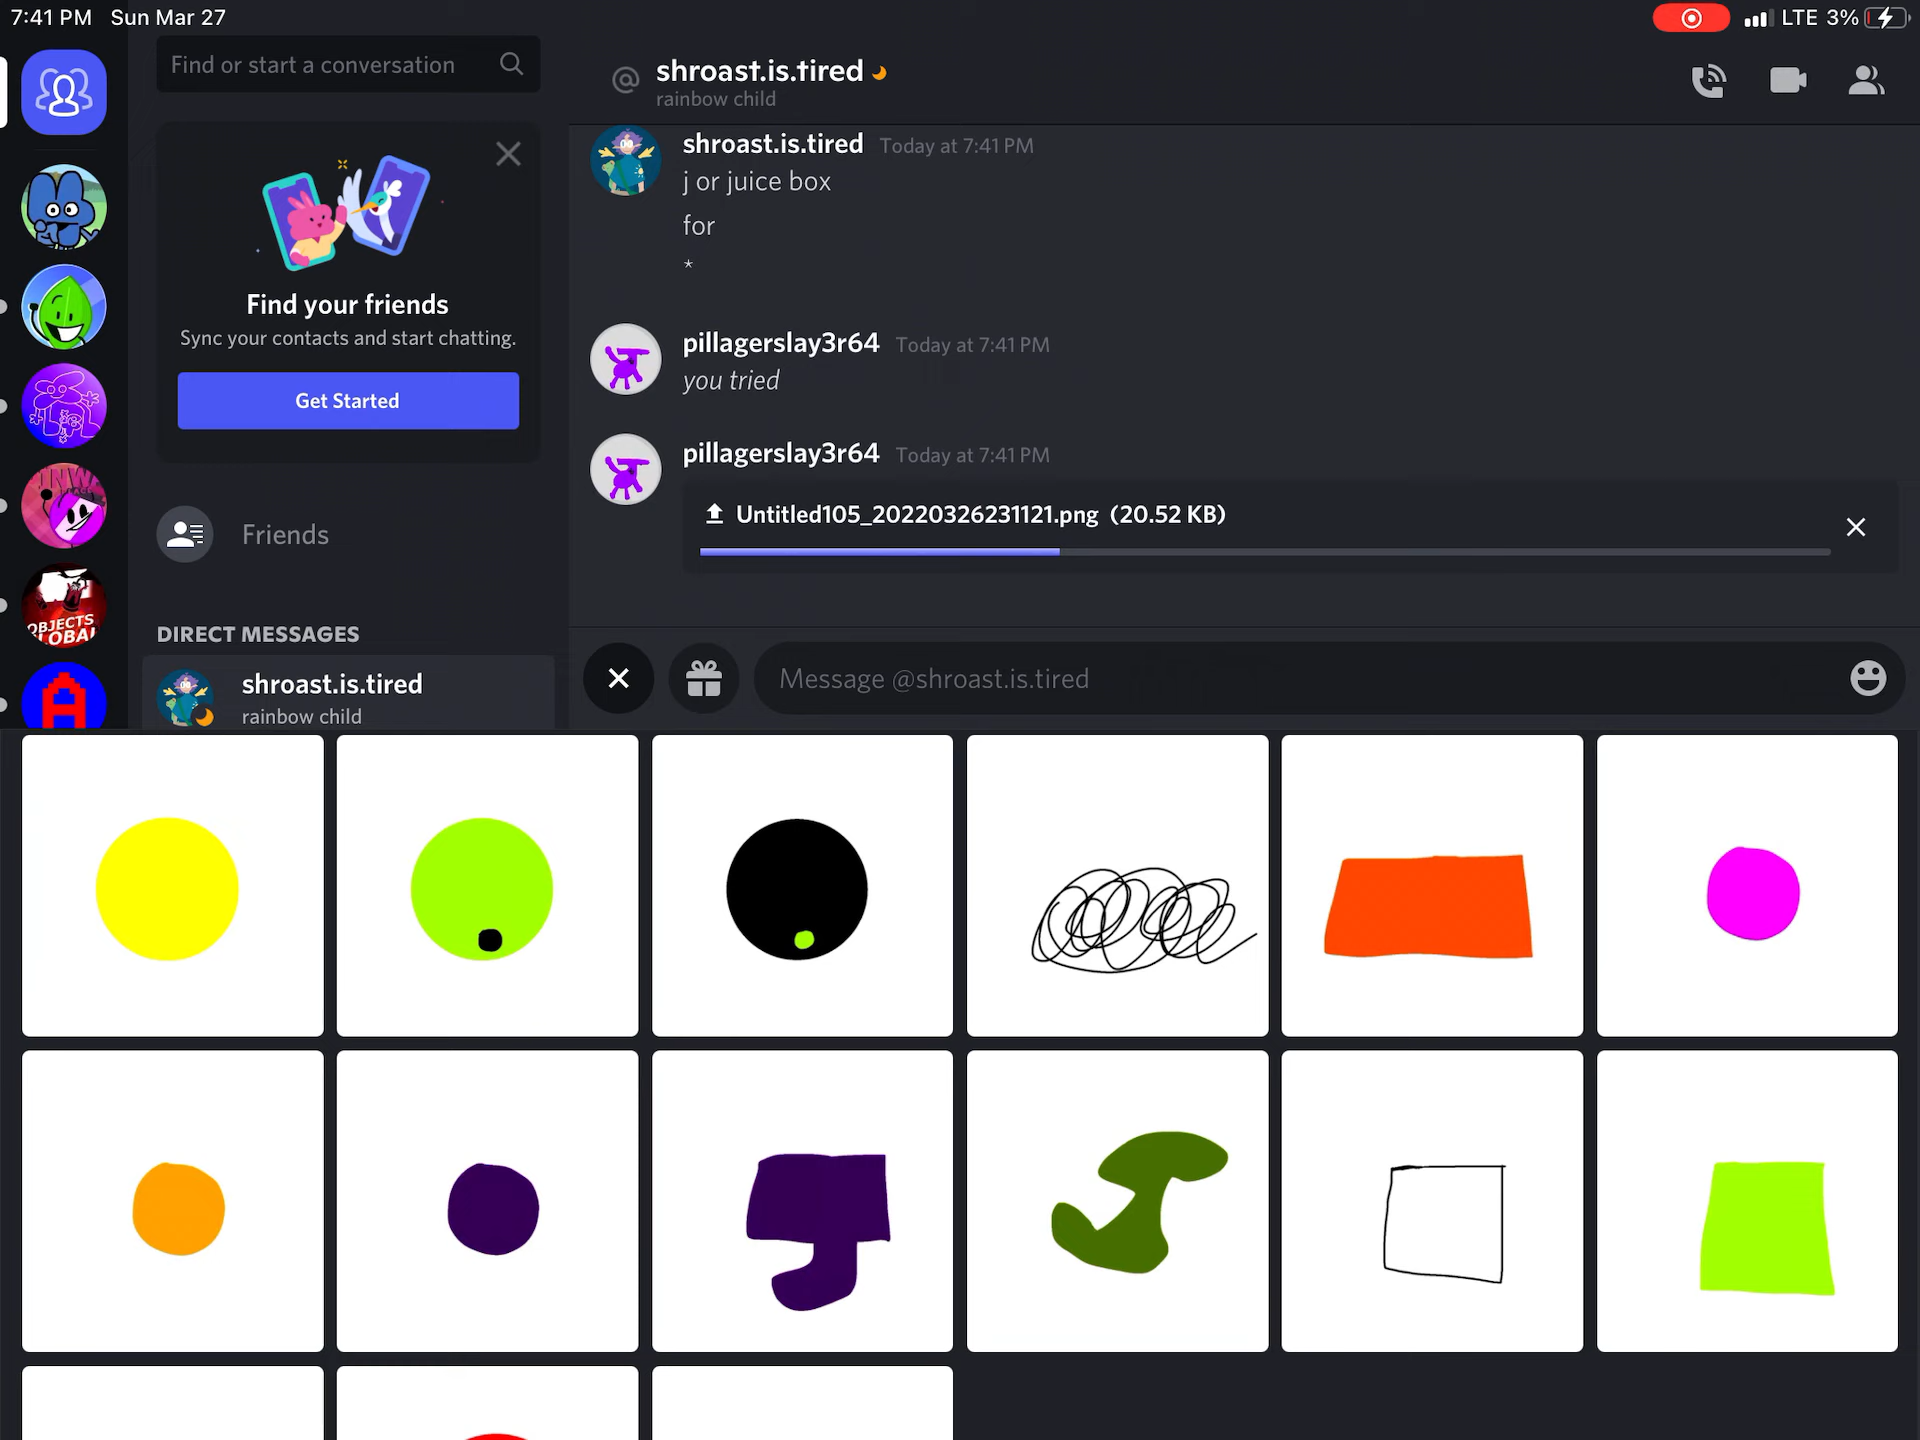 7:41 PM Sun Mar 27
LTE 3%
Find or start a conversation
Find your friends
Sync your contacts and start chatting.
Get Started
Friends
DIRECT MESSAGES
shroast.is.tired
rainbow child
OBJECTS
A
@ shroast.is.tired
rainbow child
shroast.is.tired Today at 7:41 PM
j or juice box
for
*
pillagerslay3r64 Today at 7:41 PM
you tried
pillagerslay3r64 Today at 7:41 PM
Untitled105_20220326231121.png (20.52 KB)
Message @shroast.is.tired